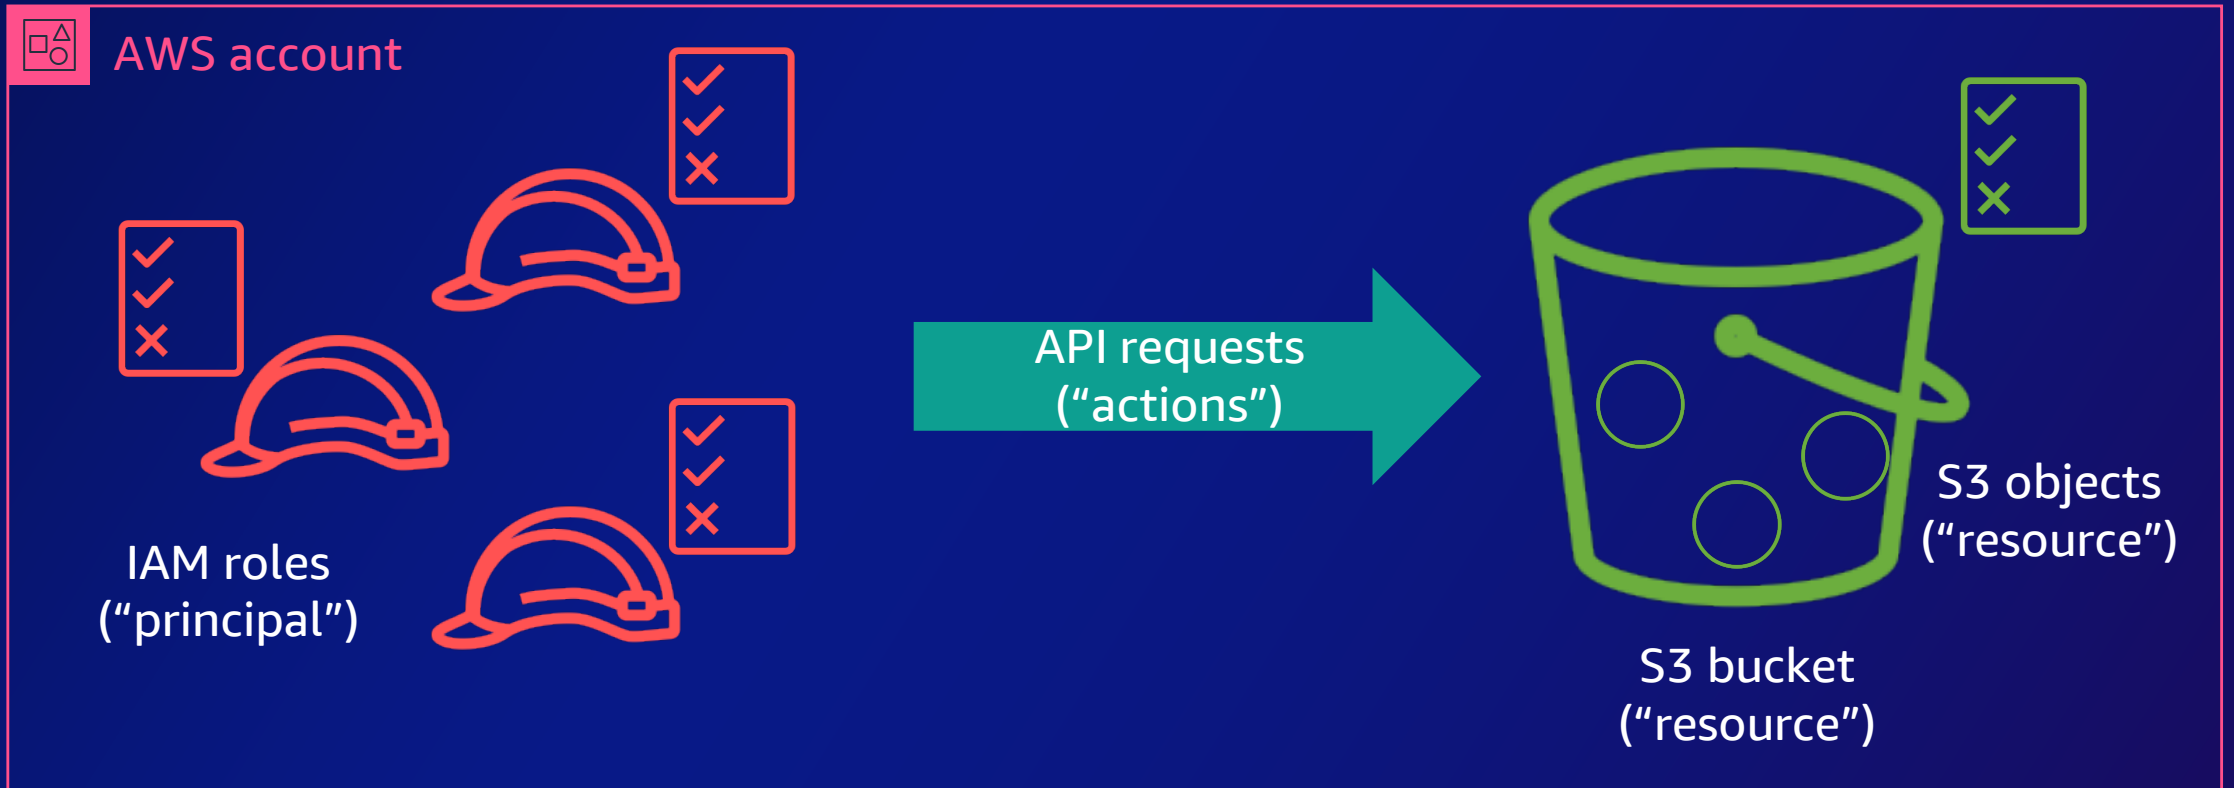 AWS account
IAM roles
(“principal”)
API requests
(“actions”)
S3 objects
(“resource”)
S3 bucket
(“resource”)